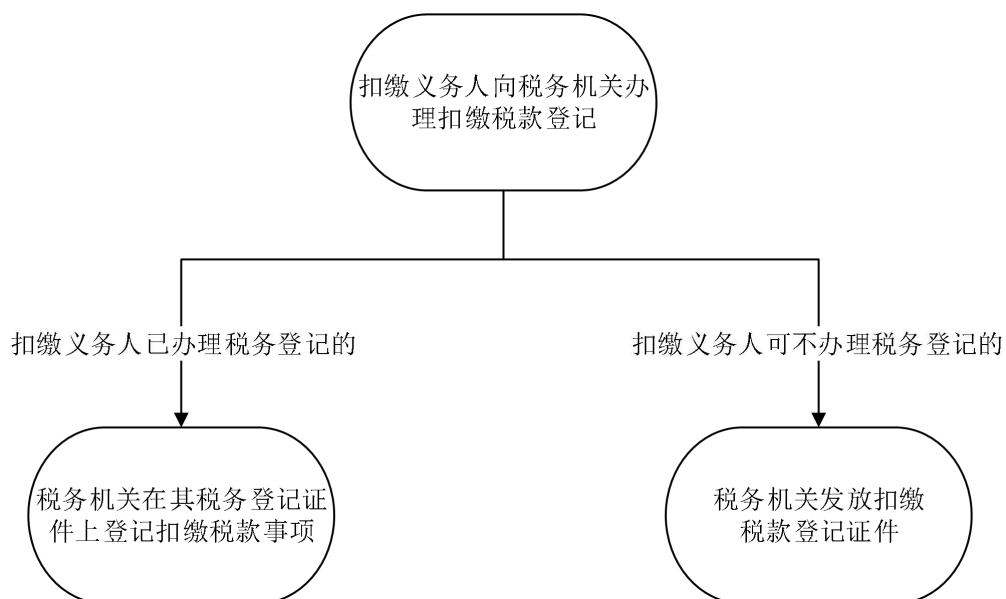 扣缴义务人向税务机关办
理扣缴税款登记
扣缴义务人已办理税务登记的
扣缴义务人可不办理税务登记的
税务机关在其税务登记证
件上登记扣缴税款事项
税务机关发放扣缴
税款登记证件